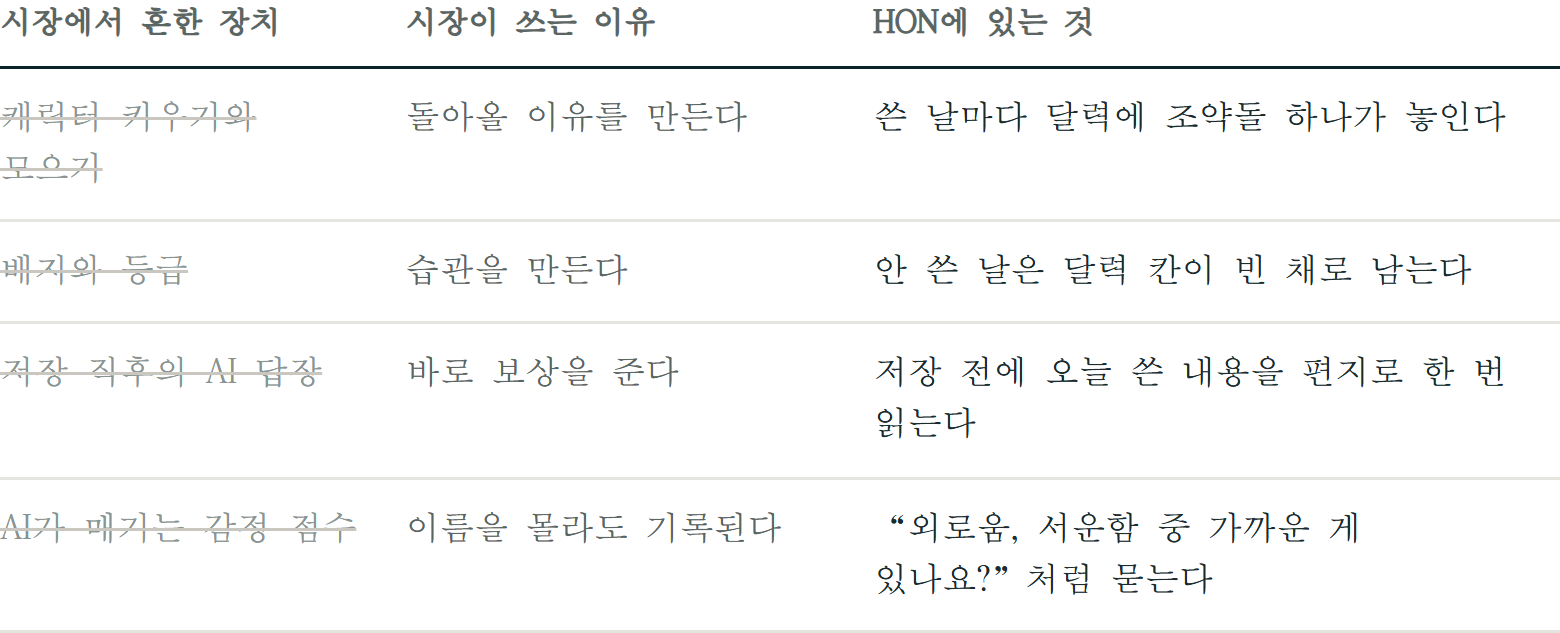 시장에서 흔한 장치 시장이 쓰는 이유 HON에 있는 것
캐릭터 키우기와 돌아올 이유를 만든다 쓴 날마다 달력에 조약돌 하나가 놓인다
모으기
배지와 등급 습관을 만든다 안 쓴 날은 달력 칸이 빈 채로 남는다
저장 직후의 AI 답장 바로 보상을 준다 저장 전에 오늘 쓴 내용을 편지로 한 번
읽는다
AI가 매기는 감정 점수 이름을 몰라도 기록된다 “외로움, 서운함 중 가까운 게
있나요?” 처럼 묻는다